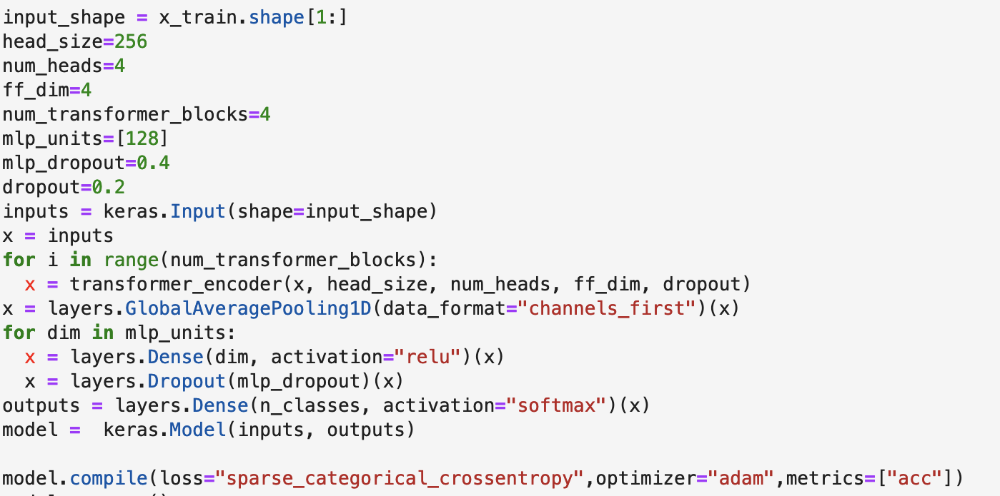 input_shape = x_train.shape[1:]
head_size=256
num_heads=4
ff_dim=4
num_transformer_blocks=4
mlp_units=[128]
mlp_dropout=0.4
dropout=0.2
inputs = keras.Input(shape=input_shape)
x = inputs
for i in range(num_transformer_blocks):
  x = transformer_encoder(x, head_size, num_heads, ff_dim, dropout)
x = layers.GlobalAveragePooling1D(data_format="channels_first")(x)
for dim in mlp_units:
  x = layers.Dense(dim, activation="relu")(x)
  x = layers.Dropout(mlp_dropout)(x)
outputs = layers.Dense(n_classes, activation="softmax")(x)
model =  keras.Model(inputs, outputs)

model.compile(loss="sparse_categorical_crossentropy",optimizer="adam",metrics=["acc"])